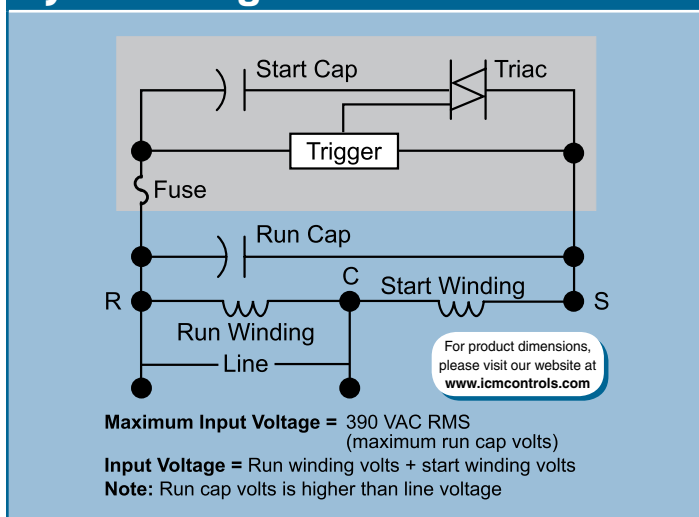 Start Cap
Triac
Trigger
Fuse
Run Cap
C
Start Winding
R
S
Run Winding
Line
For product dimensions,
please visit our website at
www.icmcontrols.com
Maximum Input Voltage = 390 VAC RMS
(maximum run cap volts)
Input Voltage = Run winding volts + start winding volts
Note: Run cap volts is higher than line voltage